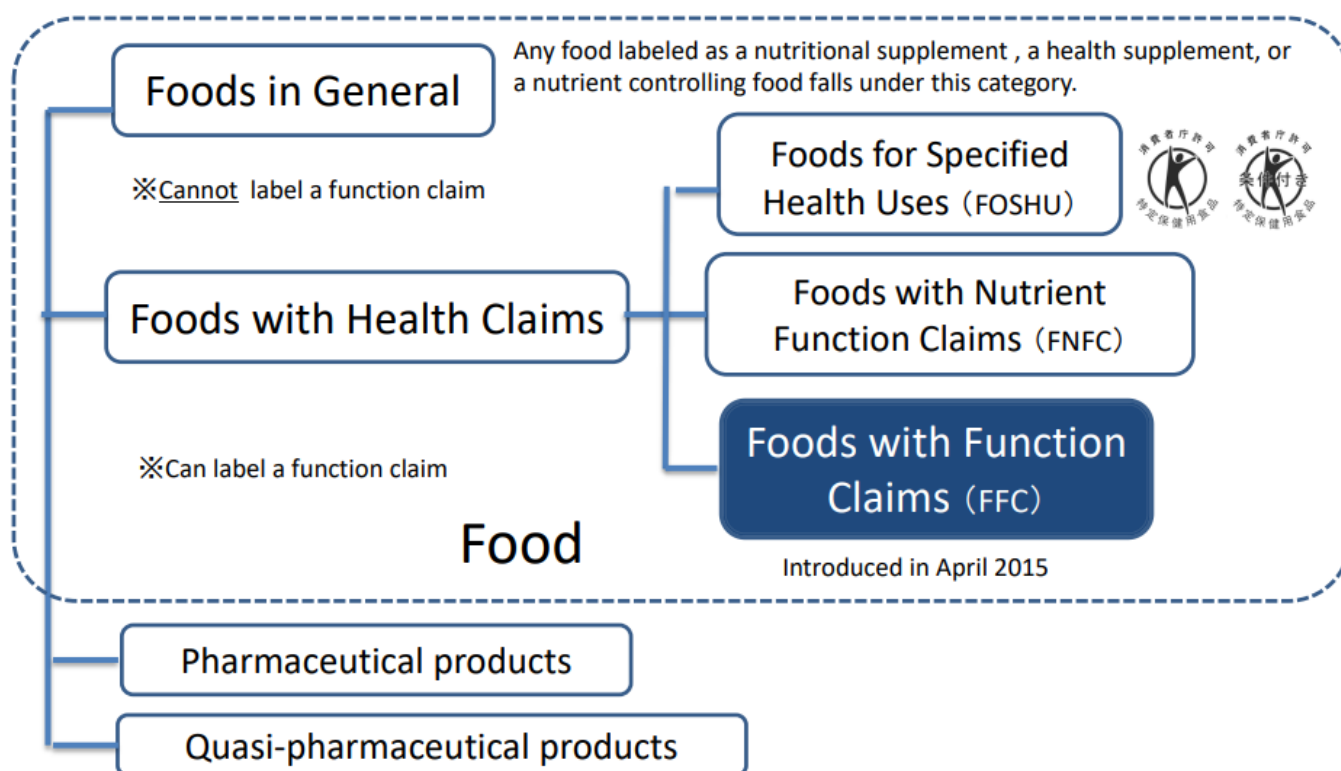 Foods in General
Any food labeled as a nutritional supplement , a health supplement, or
a nutrient controlling food falls under this category.
※Cannot label a function claim
Foods for Specified
Health Uses（FOSHU）
消費者庁許可
特定保健用食品
消費者庁許可
条件付き
特定保健用食品
Foods with Health Claims
Foods with Nutrient
Function Claims（FNFC）
※Can label a function claim
Foods with Function
Claims（FFC）
Food
Introduced in April 2015
Pharmaceutical products
Quasi-pharmaceutical products